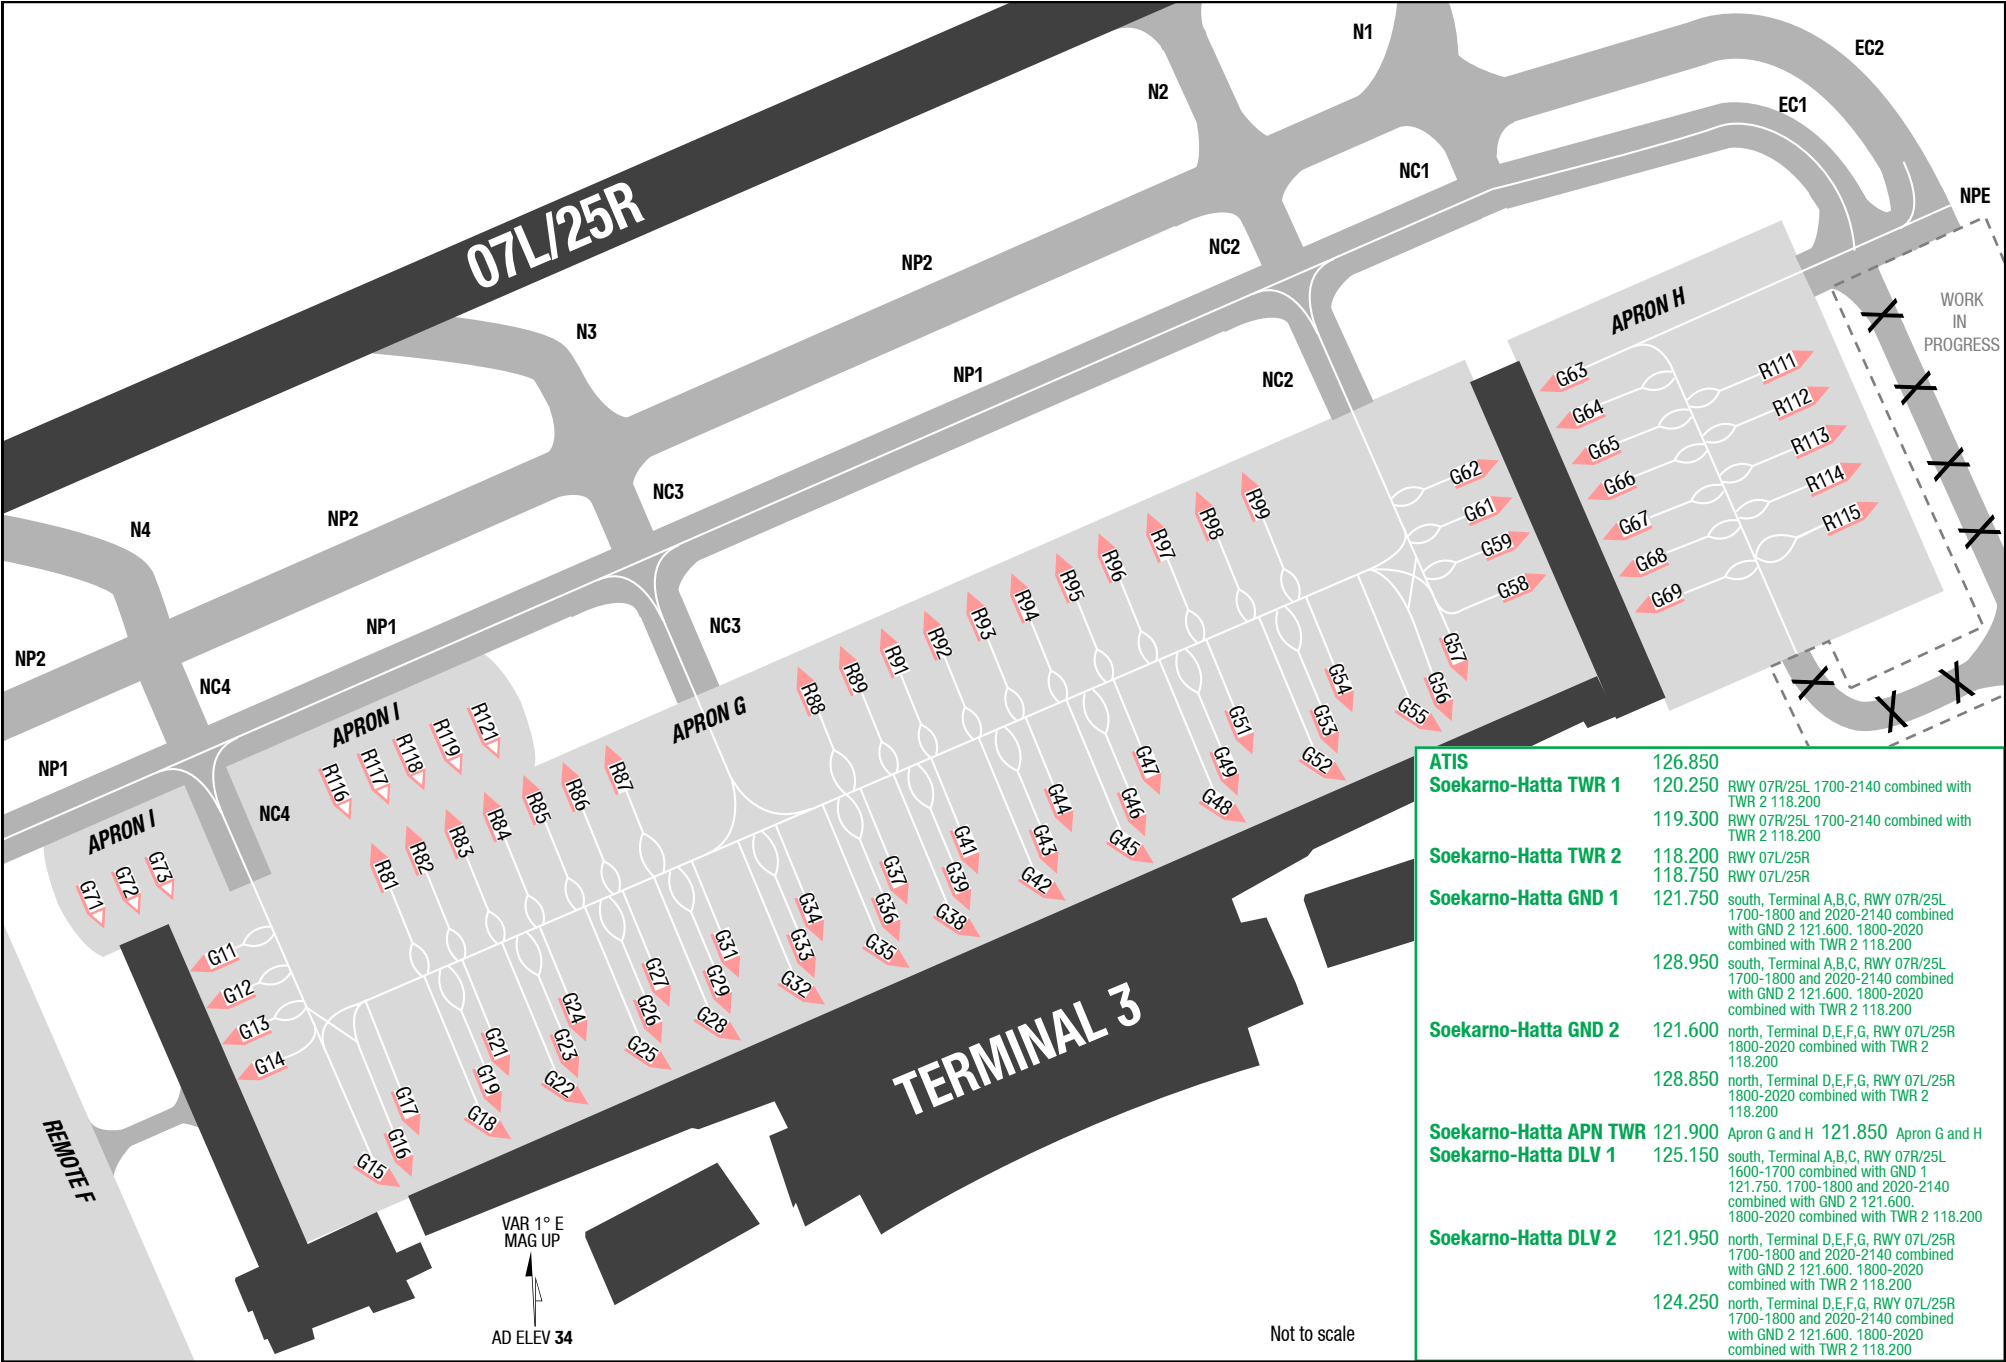 N1
EC2
N2
EC1
NC1
NPE
07L/25R
NP2
NC2
WORK
IN
PROGRESS
APRON H
N3
NP1
NC2
G63
G64
G65
G66
G67
G68
G69
R111
R112
R113
R114
R115
G62
G61
G59
G58
N4
NP2
NC3
NP2
NP1
NC3
NC4
R88
R89
R91
R92
R93
R94
R95
R96
R97
R98
R99
APRON I
APRON G
R116
R117
R118
R119
R121
NP1
NC4
APRON I
G71
G72
G73
R81
R82
R83
R84
R85
R86
R87
G11
G12
G13
G14
G15
G16
G17
G18
G19
G21
G22
G23
G24
G25
G26
G27
G28
G29
G31
G32
G33
G34
G35
G36
G37
G38
G39
G41
G42
G43
G44
G45
G46
G47
G48
G49
G51
G52
G53
G54
G55
G56
G57
TERMINAL 3
REMOTE F
VAR 1° E
MAG UP
AD ELEV 34
Not to scale
ATIS 126.850
Soekarno-Hatta TWR 1 120.250 RWY 07R/25L 1700-2140 combined with
TWR 2 118.200
119.300 RWY 07R/25L 1700-2140 combined with
TWR 2 118.200
Soekarno-Hatta TWR 2 118.200 RWY 07L/25R
118.750 RWY 07L/25R
Soekarno-Hatta GND 1 121.750 south, Terminal A,B,C, RWY 07R/25L
1700-1800 and 2020-2140 combined
with GND 2 121.600. 1800-2020
combined with TWR 2 118.200
128.950 south, Terminal A,B,C, RWY 07R/25L
1700-1800 and 2020-2140 combined
with GND 2 121.600. 1800-2020
combined with TWR 2 118.200
Soekarno-Hatta GND 2 121.600 north, Terminal D,E,F,G, RWY 07L/25R
1800-2020 combined with TWR 2
118.200
128.850 north, Terminal D,E,F,G, RWY 07L/25R
1800-2020 combined with TWR 2
118.200
Soekarno-Hatta APN TWR 121.900 Apron G and H 121.850 Apron G and H
Soekarno-Hatta DLV 1 125.150 south, Terminal A,B,C, RWY 07R/25L
1600-1700 combined with GND 1
121.750. 1700-1800 and 2020-2140
combined with GND 2 121.600.
1800-2020 combined with TWR 2 118.200
Soekarno-Hatta DLV 2 121.950 north, Terminal D,E,F,G, RWY 07L/25R
1700-1800 and 2020-2140 combined
with GND 2 121.600. 1800-2020
combined with TWR 2 118.200
124.250 north, Terminal D,E,F,G, RWY 07L/25R
1700-1800 and 2020-2140 combined
with GND 2 121.600. 1800-2020
combined with TWR 2 118.200